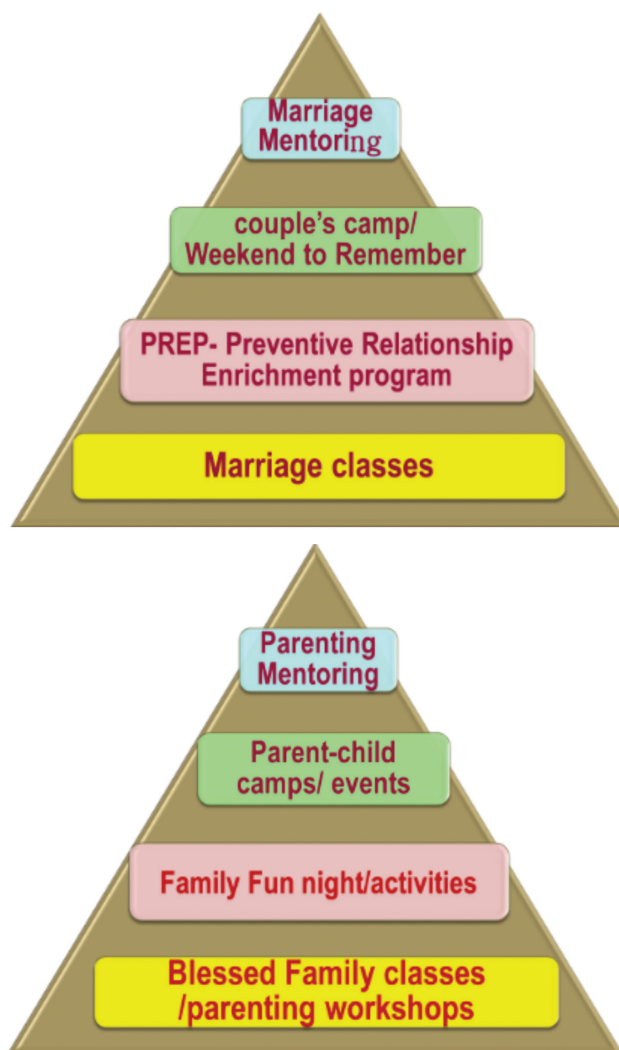 Marriage
Mentoring
couple's camp/
Weekend to Remember
PREP- Preventive Relationship
Enrichment program
Marriage classes
Parenting
Mentoring
Parent-child
camps/ events
Family Fun night/activities
Blessed Family classes
/parenting workshops